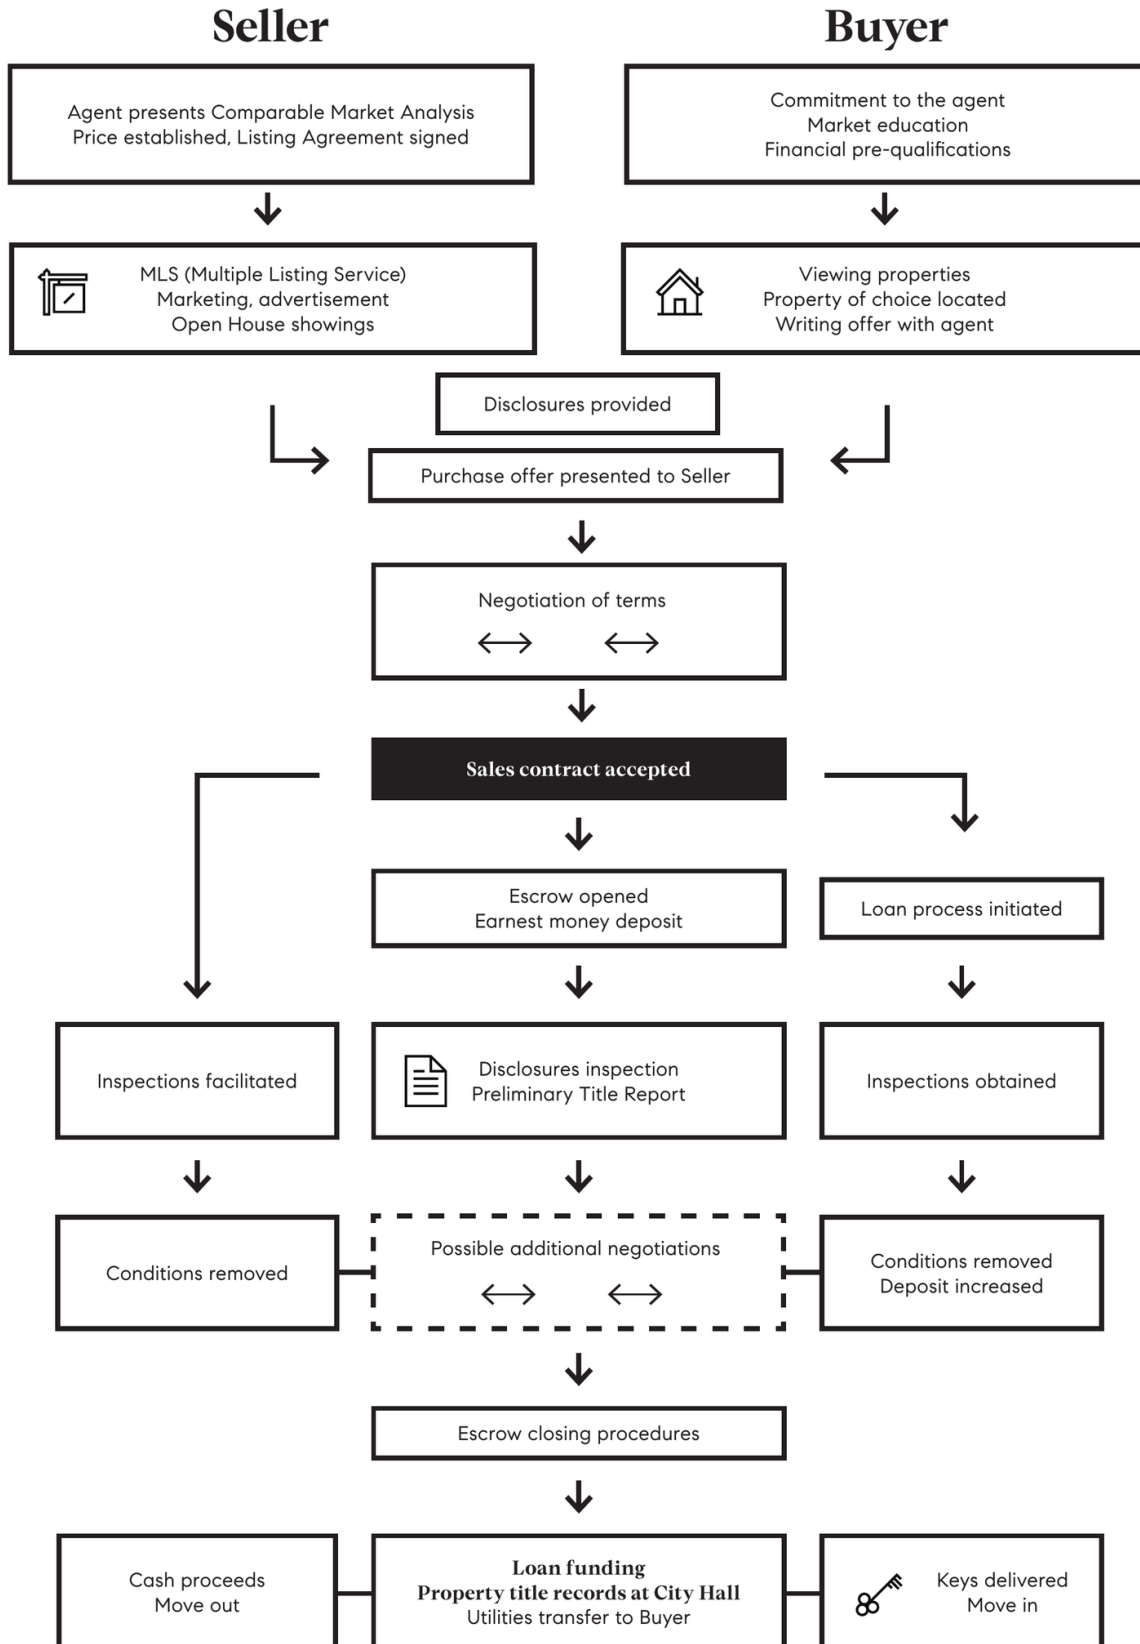 Seller
Buyer
Agent presents Comparable Market Analysis
Price established, Listing Agreement signed
Commitment to the agent
Market education
Financial pre-qualifications
MLS (Multiple Listing Service)
Marketing, advertisement
Open House showings
Viewing properties
Property of choice located
Writing offer with agent
Disclosures provided
Purchase offer presented to Seller
Negotiation of terms
Sales contract accepted
Escrow opened
Earnest money deposit
Loan process initiated
Inspections facilitated
Disclosures inspection
Preliminary Title Report
Inspections obtained
Conditions removed
Possible additional negotiations
Conditions removed
Deposit increased
Escrow closing procedures
Cash proceeds
Move out
Loan funding
Property title records at City Hall
Utilities transfer to Buyer
Keys delivered
Move in